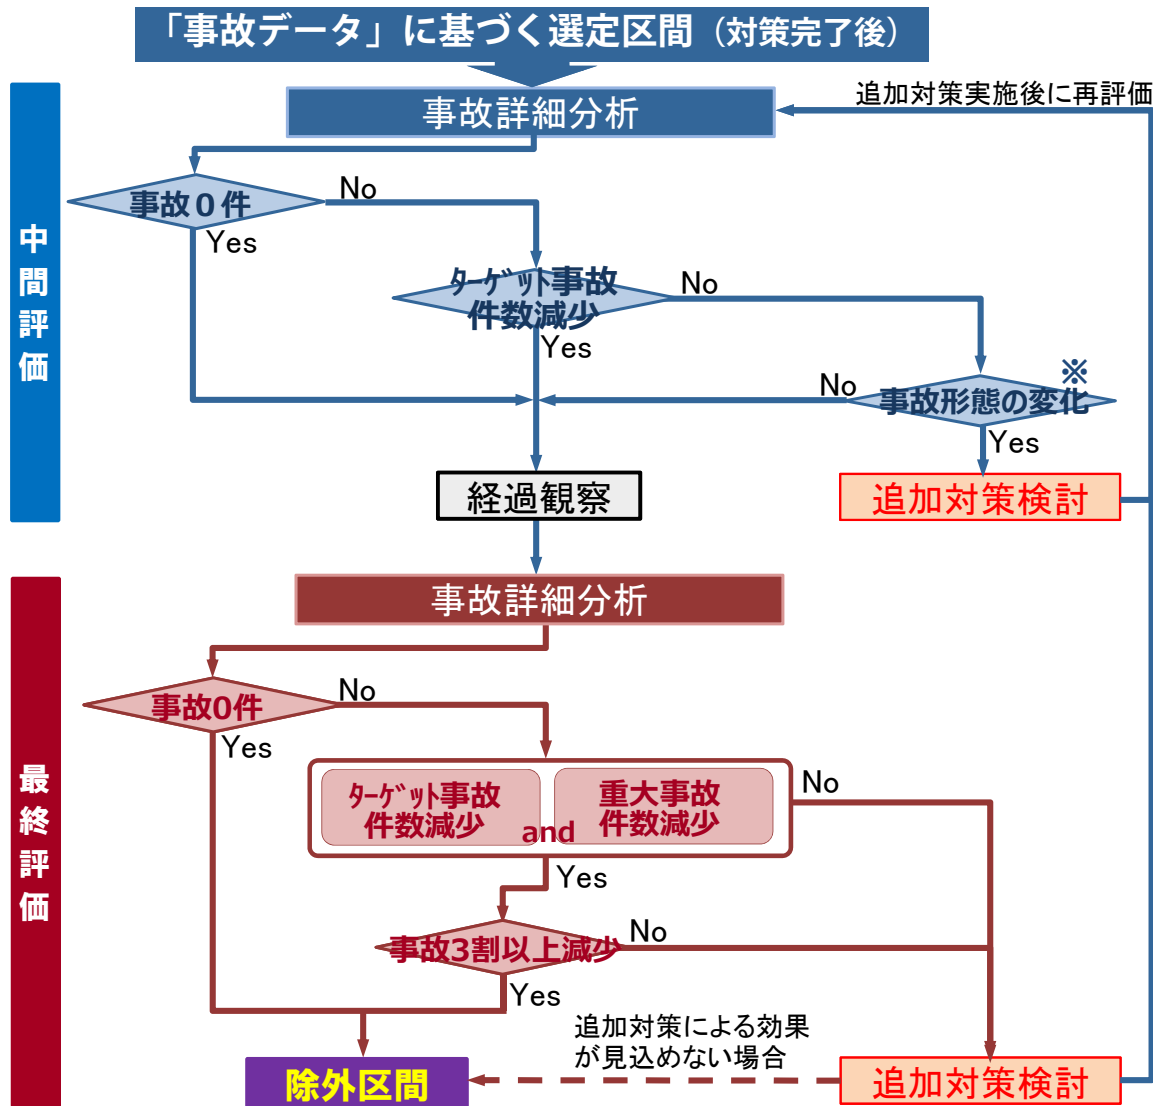 「事故データ」に基づく選定区間（対策完了後）
追加対策実施後に再評価
事故詳細分析
中間評価
事故０件
No
Yes
ﾀｰｹﾞｯﾄ事故
件数減少
No
Yes
※
事故形態の変化
No
Yes
経過観察
追加対策検討
最終評価
事故詳細分析
事故0件
No
Yes
ﾀｰｹﾞｯﾄ事故
件数減少
and
重大事故
件数減少
No
Yes
事故3割以上減少
No
Yes
追加対策による効果
が見込めない場合
除外区間
追加対策検討